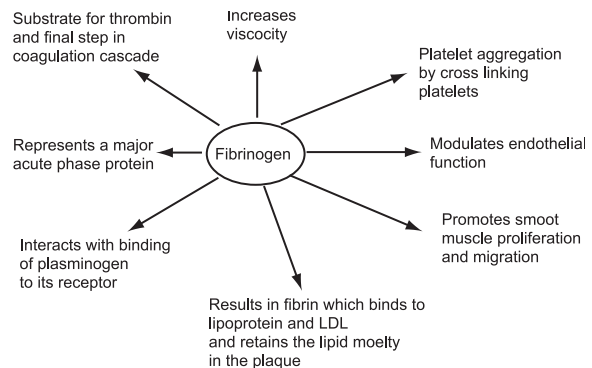 Substrate for thrombin
and final step in
coagulation cascade
Increases
viscocity
Platelet aggregation
by cross linking
platelets
Represents a major
acute phase protein
Fibrinogen
Modulates endothelial
function
Interacts with binding
of plasminogen
to its receptor
Promotes smoot
muscle proliferation
and migration
Results in fibrin which binds to
lipoprotein and LDL
and retains the lipid moelty
in the plaque